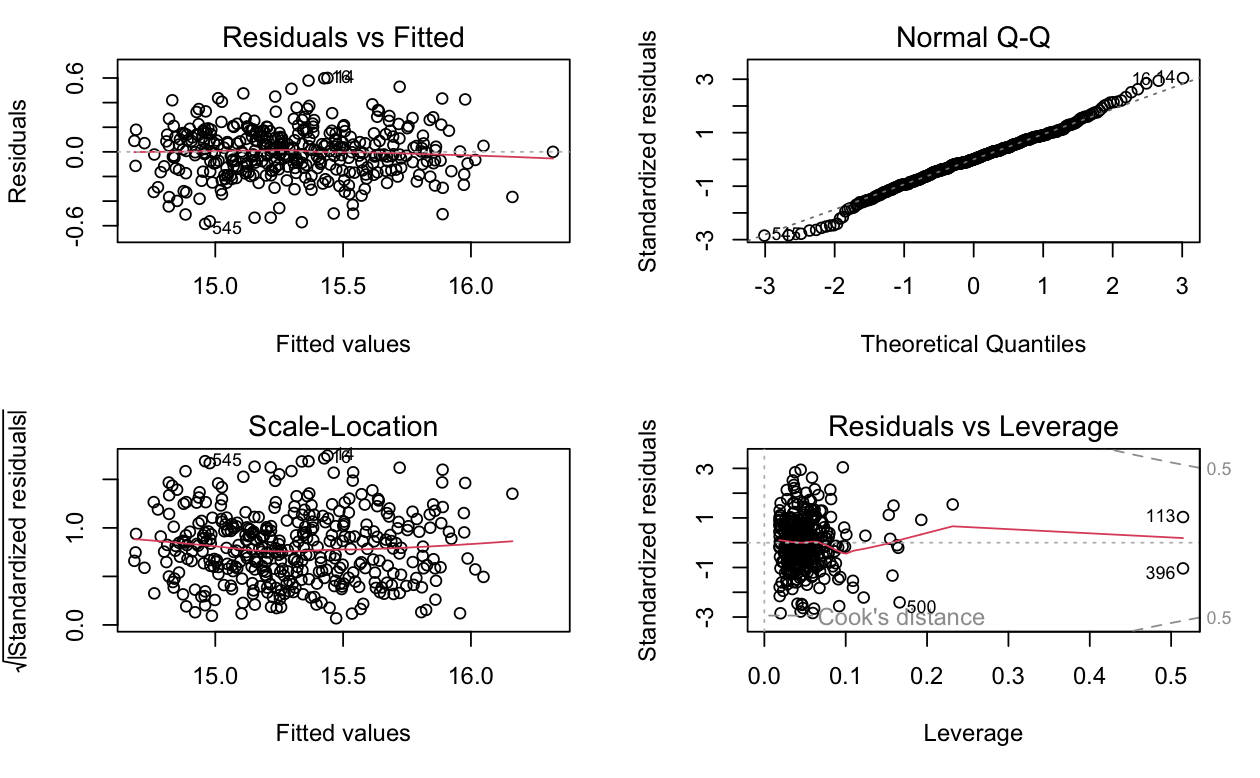 Residuals vs Fitted
Residuals
0.6
0.0
-0.6
14
545
15.0 15.5 16.0
Fitted values
Normal Q-Q
Standardized residuals
3
1
-1
-3
16 14
545
-3 -2 -1 0 1 2 3
Theoretical Quantiles
Scale-Location
√|Standardized residuals|
1.0
0.0
545
14
15.0 15.5 16.0
Fitted values
Residuals vs Leverage
Standardized residuals
3
1
-1
-3
0.5
113
396
500
Cook's distance
0.5
0.0 0.1 0.2 0.3 0.4 0.5
Leverage